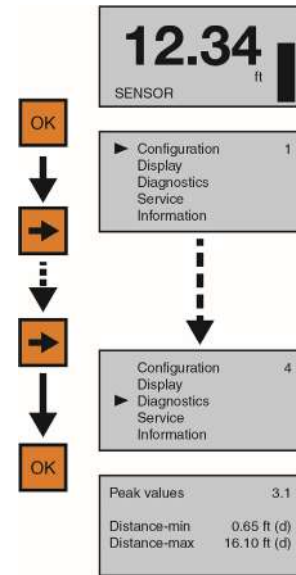 12.34
ft
SENSOR
OK
Configuration 1
Display
Diagnostics
Service
Information
Configuration 4
Display
Diagnostics
Service
Information
OK
Peak values 3.1
Distance-min 0.65 ft (d)
Distance-max 16.10 ft (d)